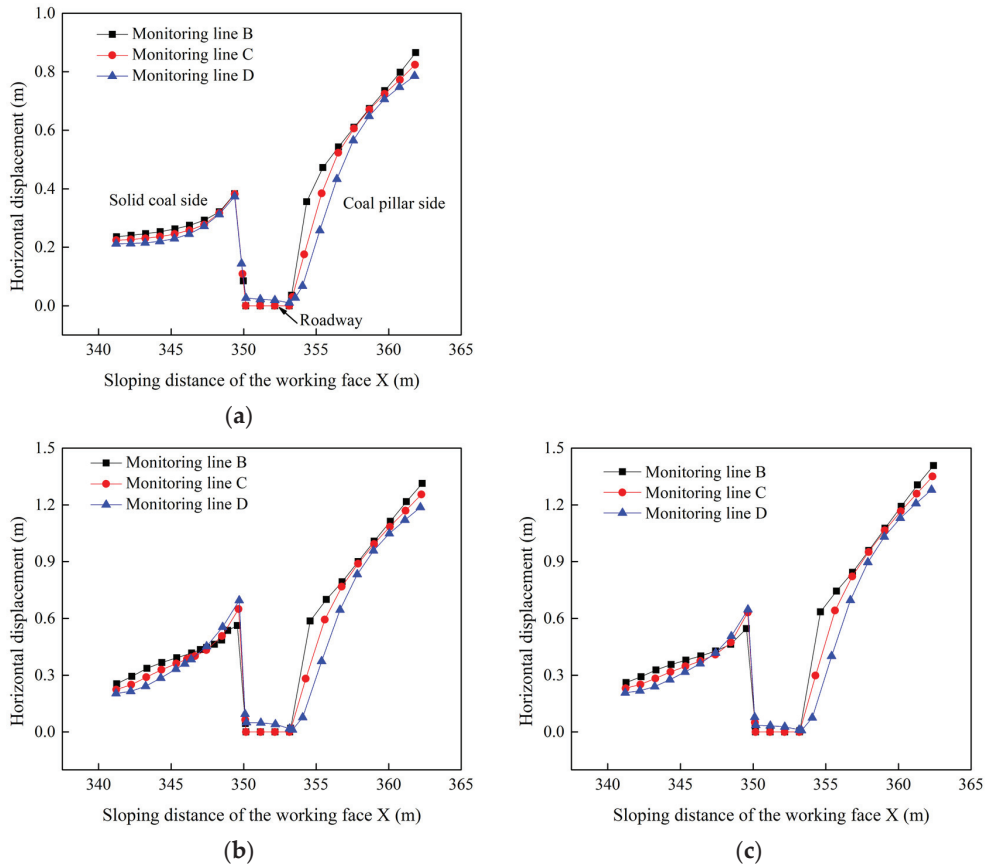 1.0
0.8
0.6
0.4
0.2
0.0
Horizontal displacement (m)
Monitoring line B
Monitoring line C
Monitoring line D
Solid coal side
Coal pillar side
Roadway
340 345 350 355 360 365
Sloping distance of the working face X (m)
(a)
1.5
1.2
0.9
0.6
0.3
0.0
Horizontal displacement (m)
Monitoring line B
Monitoring line C
Monitoring line D
340 345 350 355 360 365
Sloping distance of the working face X (m)
(b)
1.5
1.2
0.9
0.6
0.3
0.0
Horizontal displacement (m)
Monitoring line B
Monitoring line C
Monitoring line D
340 345 350 355 360 365
Sloping distance of the working face X (m)
(c)